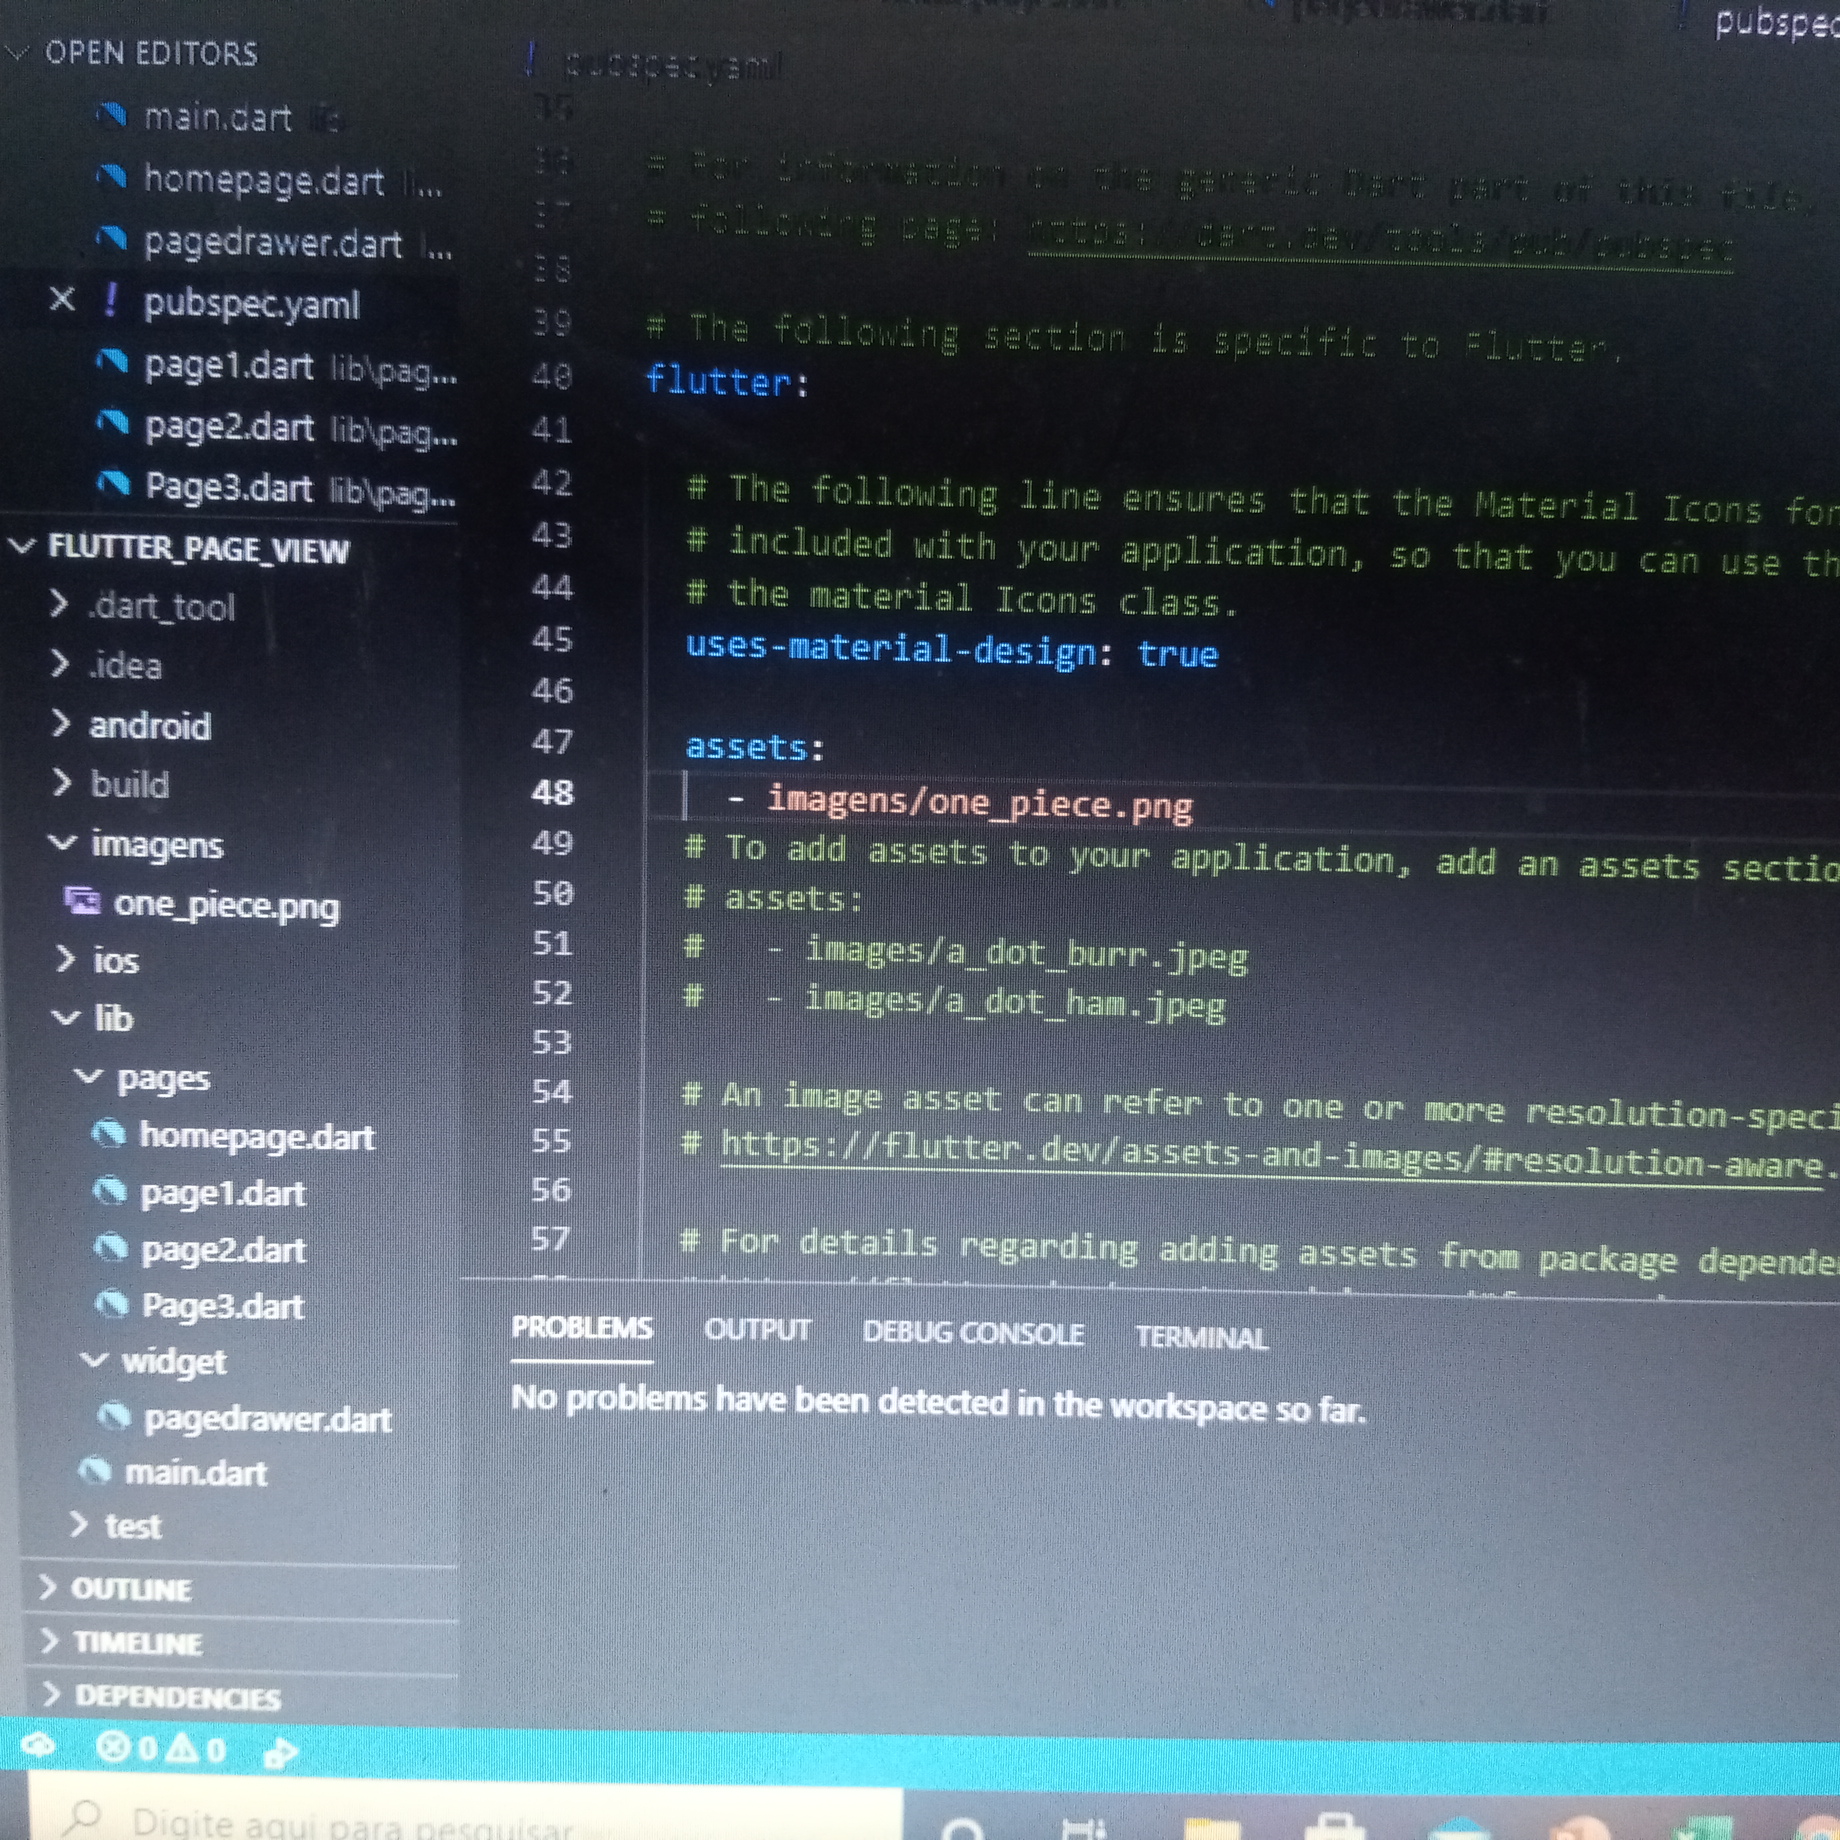 OPEN EDITORS
main.dart
homepage.dart li...
pagedrawer.dart l...
pubspec.yaml
page1.dart lib\pag...
page2.dart lib\pag...
Page3.dart lib\pag...
FLUTTER_PAGE_VIEW
.dart_tool
.idea
android
build
imagens
one_piece.png
ios
lib
pages
homepage.dart
page1.dart
page2.dart
Page3.dart
widget
pagedrawer.dart
main.dart
test
OUTLINE
TIMELINE
DEPENDENCIES
pubspec
! pubspec.yaml
35
36 # For information on the generic Dart part of this file,
37 # following page: https://dart.dev/tools/pub/pubspec
38
39 # The following section is specific to Flutter.
40 flutter:
41
42 # The following line ensures that the Material Icons fon
43 # included with your application, so that you can use th
44 # the material Icons class.
45 uses-material-design: true
46
47 assets:
48 - imagens/one_piece.png
49 # To add assets to your application, add an assets sectio
50 # assets:
51 # - images/a_dot_burr.jpeg
52 # - images/a_dot_ham.jpeg
53
54 # An image asset can refer to one or more resolution-speci
55 # https://flutter.dev/assets-and-images/#resolution-aware.
56
57 # For details regarding adding assets from package depende
PROBLEMS OUTPUT DEBUG CONSOLE TERMINAL
No problems have been detected in the workspace so far.
0 0
Digite aqui para pesquisar